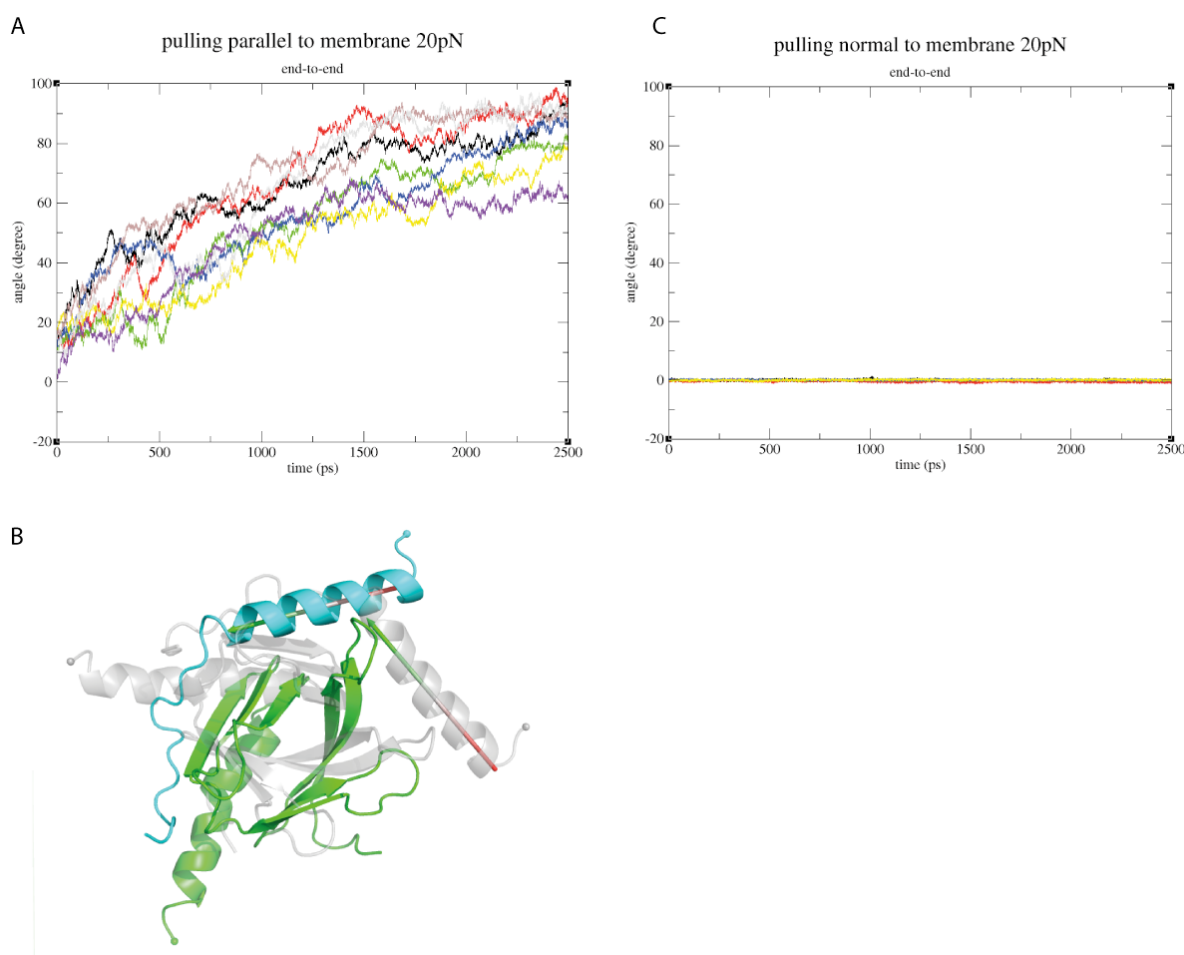 A
pulling parallel to membrane 20pN
end-to-end
100
80
60
40
20
0
-20
angle (degree)
0 500 1000 1500 2000 2500
time (ps)
C
pulling normal to membrane 20pN
end-to-end
100
80
60
40
20
0
-20
angle (degree)
0 500 1000 1500 2000 2500
time (ps)
B